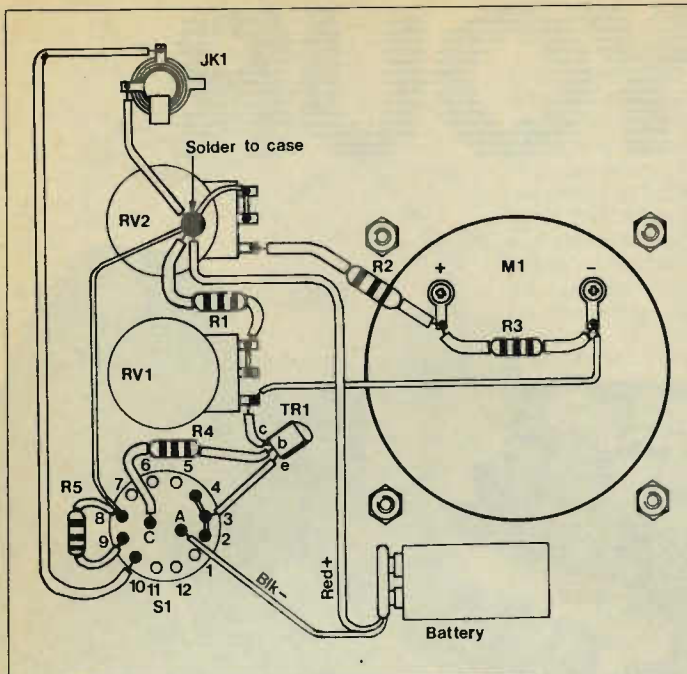 JK1
Solder to case
RV2
R2
+
M1
-
R1
R3
RV1
TR1
c
b
e
R4
R5
7
6
5
4
3
2
1
12
11
10
9
8
C
A
S1
Blk-
Red+
Battery